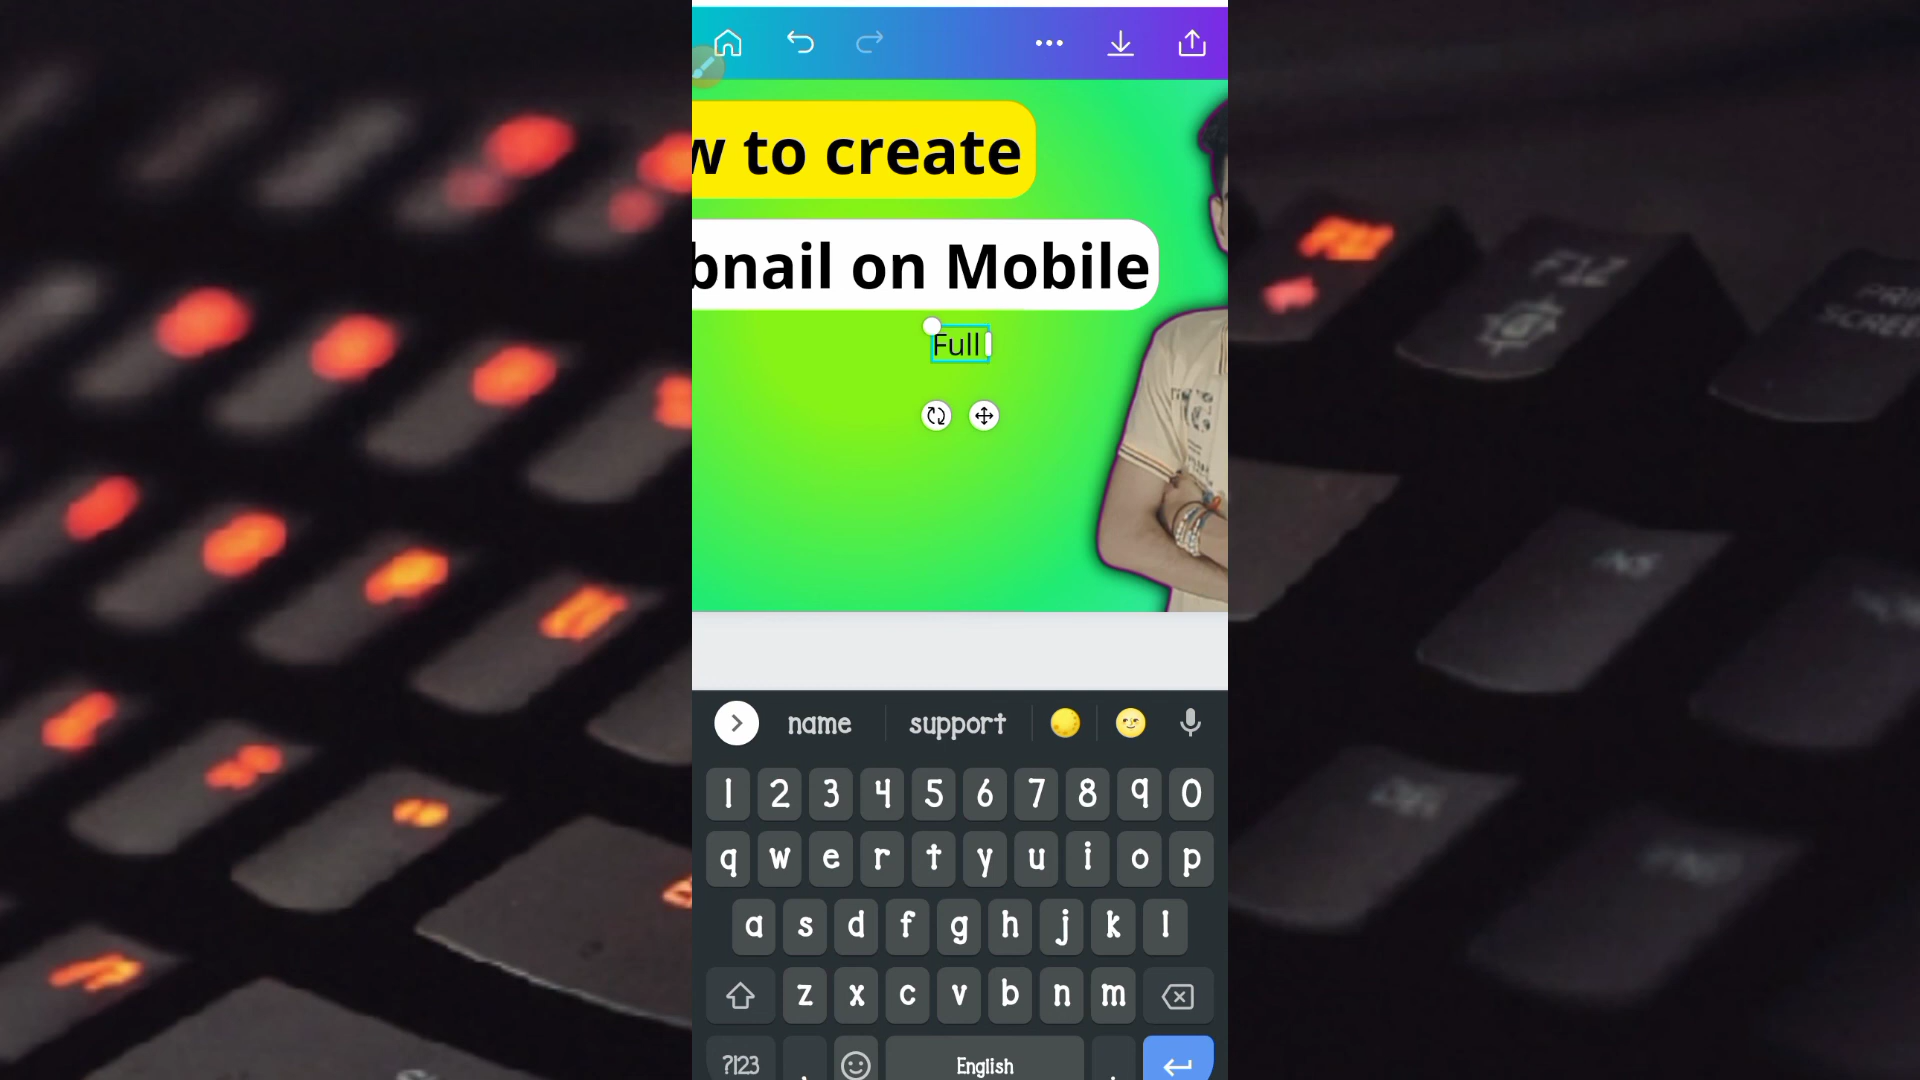 w to create
bnail on Mobile
Full
name support
1 2 3 4 5 6 7 8 9 0
q w e r t y u i o p
a s d f g h j k l
z x c v b n m
?123 , English .
F12